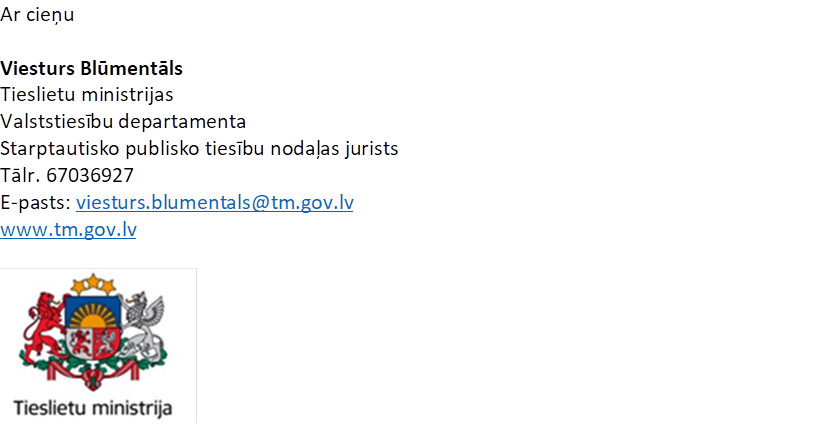 Ar cieņu
Viesturs Blūmentāls
Tieslietu ministrijas
Valststiesību departamenta
Starptautisko publisko tiesību nodaļas jurists
Tālr. 67036927
E-pasts: viesturs.blumentals@tm.gov.lv
www.tm.gov.lv
Tieslietu ministrija